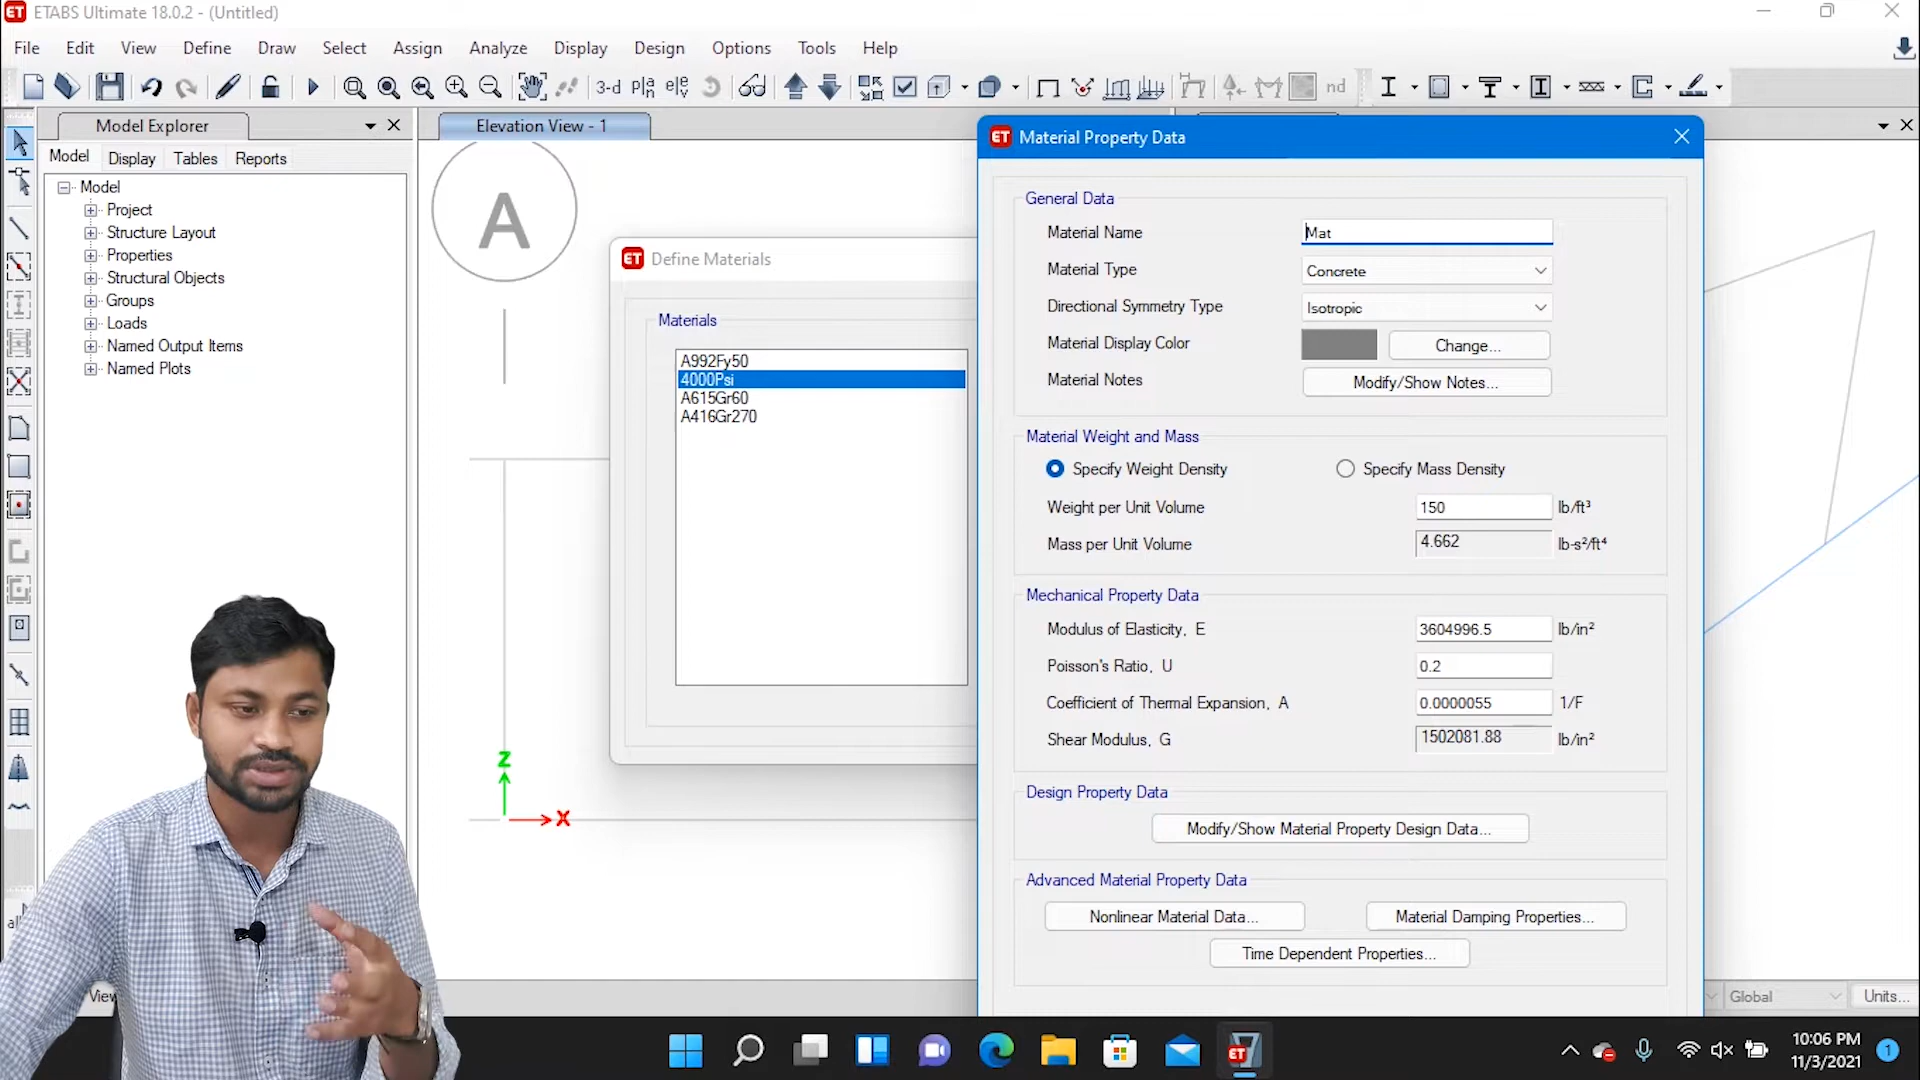 ET ETABS Ultimate 18.0.2 - (Untitled)
File Edit View Define Draw Select Assign Analyze Display Design Options Tools Help
3-d pla ele nd
Model Explorer
Elevation View - 1
Model Display Tables Reports
Model
Project
Structure Layout
Properties
Structural Objects
Groups
Loads
Named Output Items
Named Plots
A
Z
X
ET Define Materials
Materials
A992Fy50
4000Psi
A615Gr60
A416Gr270
ET Material Property Data
General Data
Material Name Mat
Material Type Concrete
Directional Symmetry Type Isotropic
Material Display Color Change...
Material Notes Modify/Show Notes...
Material Weight and Mass
Specify Weight Density Specify Mass Density
Weight per Unit Volume 150 lb/ft³
Mass per Unit Volume 4.662 lb-s²/ft⁴
Mechanical Property Data
Modulus of Elasticity, E 3604996.5 lb/in²
Poisson's Ratio, U 0.2
Coefficient of Thermal Expansion, A 0.0000055 1/F
Shear Modulus, G 1502081.88 lb/in²
Design Property Data
Modify/Show Material Property Design Data...
Advanced Material Property Data
Nonlinear Material Data... Material Damping Properties...
Time Dependent Properties...
Global Units...
ET
10:06 PM
11/3/2021
1